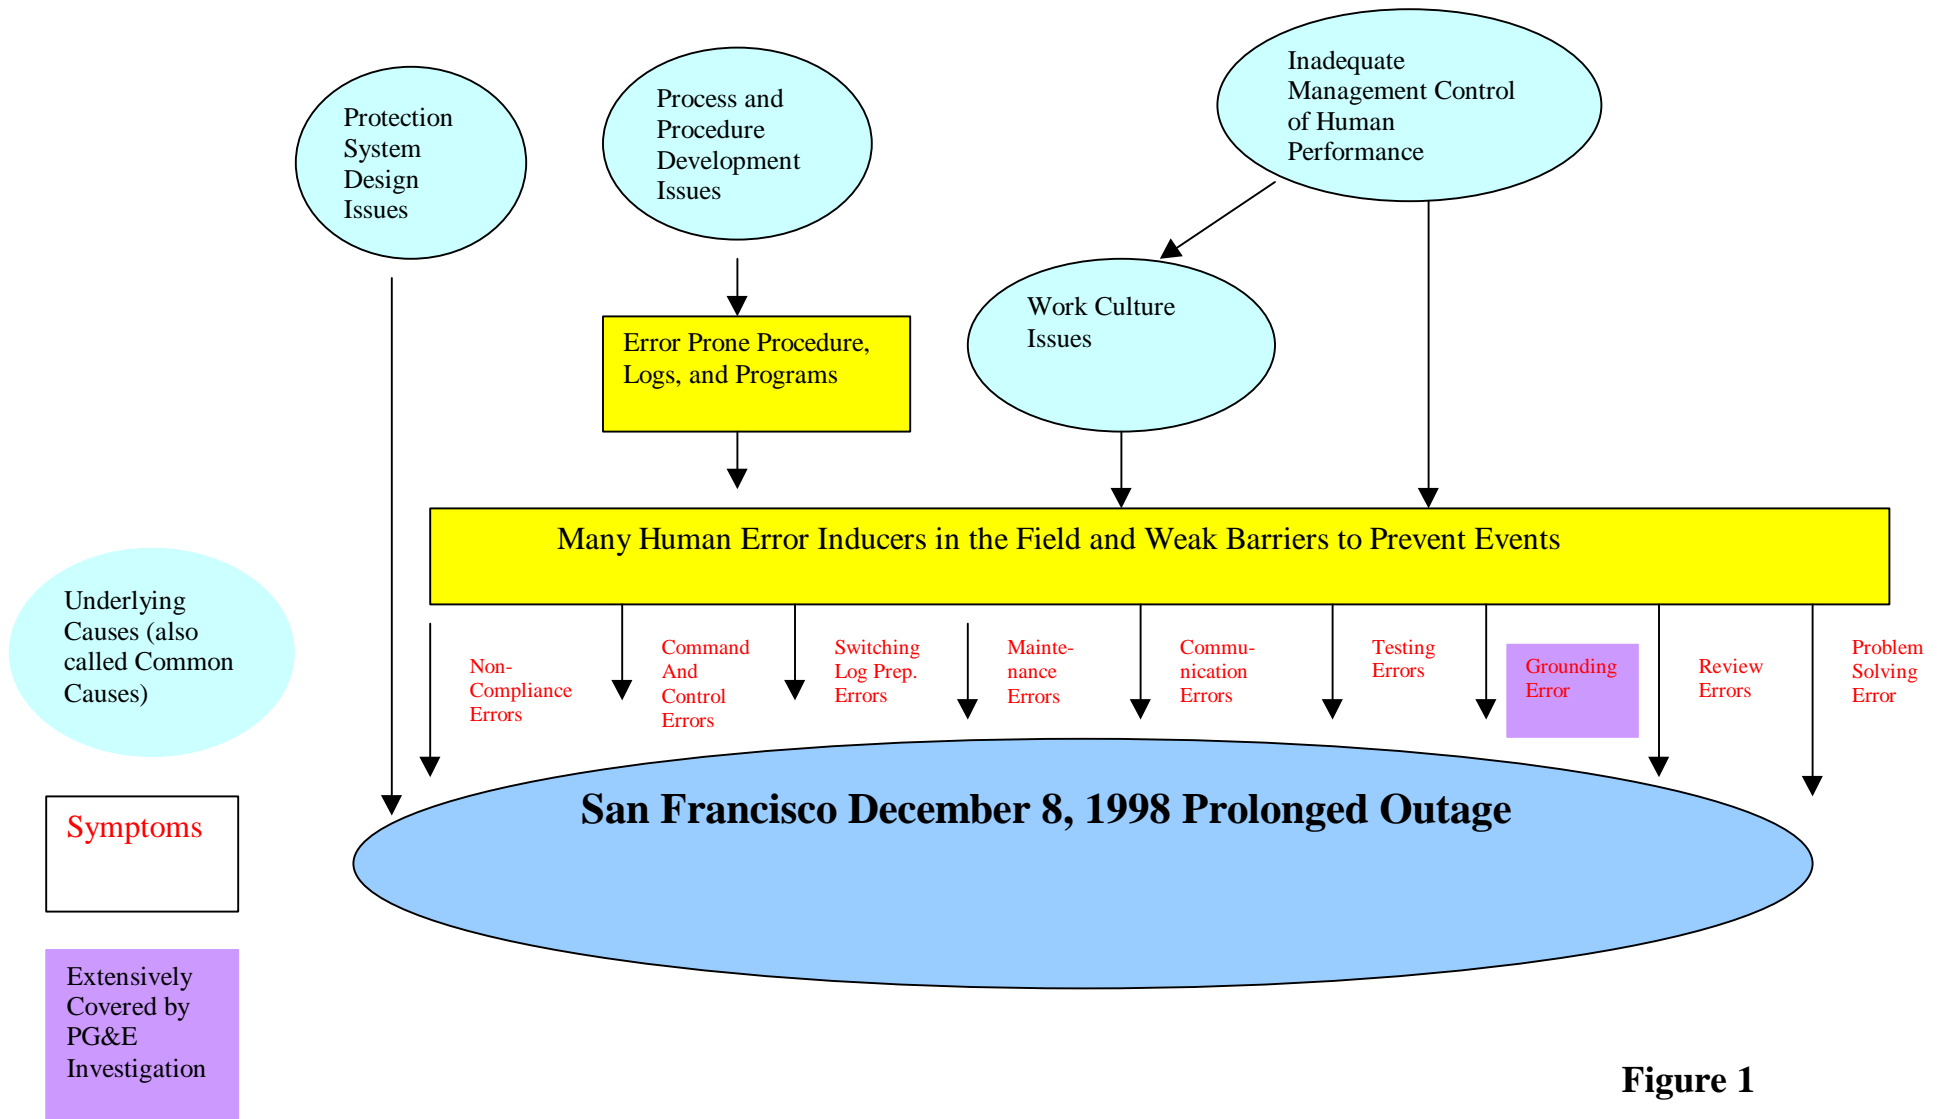 Protection
System
Design
Issues
Process and
Procedure
Development
Issues
Inadequate
Management Control
of Human
Performance
Error Prone Procedure,
Logs, and Programs
Work Culture
Issues
Many Human Error Inducers in the Field and Weak Barriers to Prevent Events
Underlying
Causes (also
called Common
Causes)
Non-
Compliance
Errors
Command
And
Control
Errors
Switching
Log Prep.
Errors
Mainte-
nance
Errors
Commu-
nication
Errors
Testing
Errors
Grounding
Error
Review
Errors
Problem
Solving
Error
San Francisco December 8, 1998 Prolonged Outage
Symptoms
Extensively
Covered by
PG&E
Investigation
Figure 1